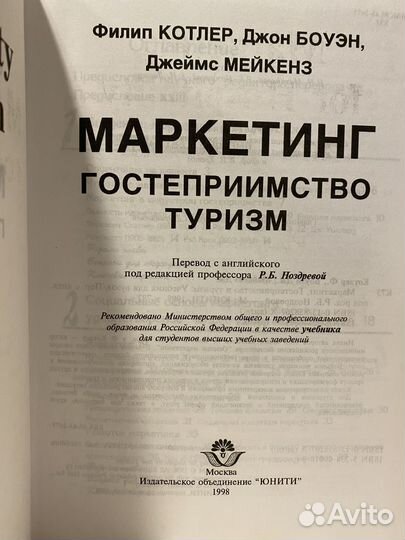 Филип КОТЛЕР, Джон БОУЭН,
Джеймс МЕЙКЕНЗ
МАРКЕТИНГ
ГОСТЕПРИИМСТВО
ТУРИЗМ
Перевод с английского
под редакцией профессора Р.Б. Ноздревой
Рекомендовано Министерством общего и профессионального
образования Российской Федерации в качестве учебника
для студентов высших учебных заведений
Москва
Издательское объединение "ЮНИТИ"
1998
Avito